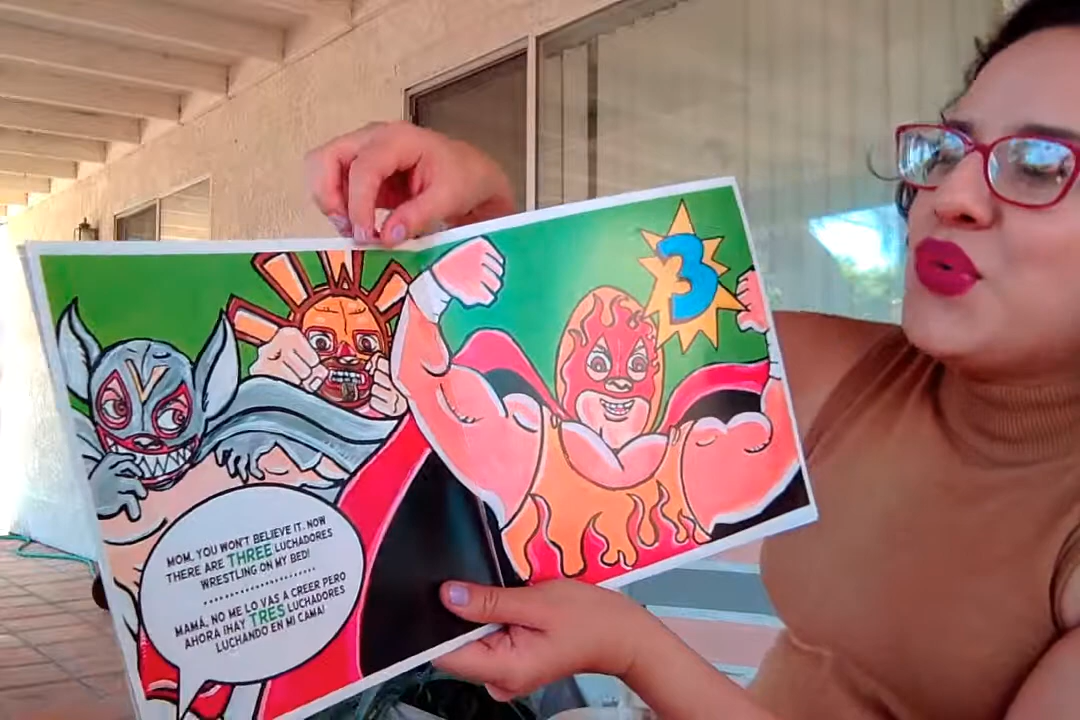 MOM, YOU WON'T BELIEVE IT. NOW
THERE ARE THREE LUCHADORES
WRESTLING ON MY BED!
MAMÁ, NO ME LO VAS A CREER PERO
AHORA ¡HAY TRES LUCHADORES
LUCHANDO EN MI CAMA!
3